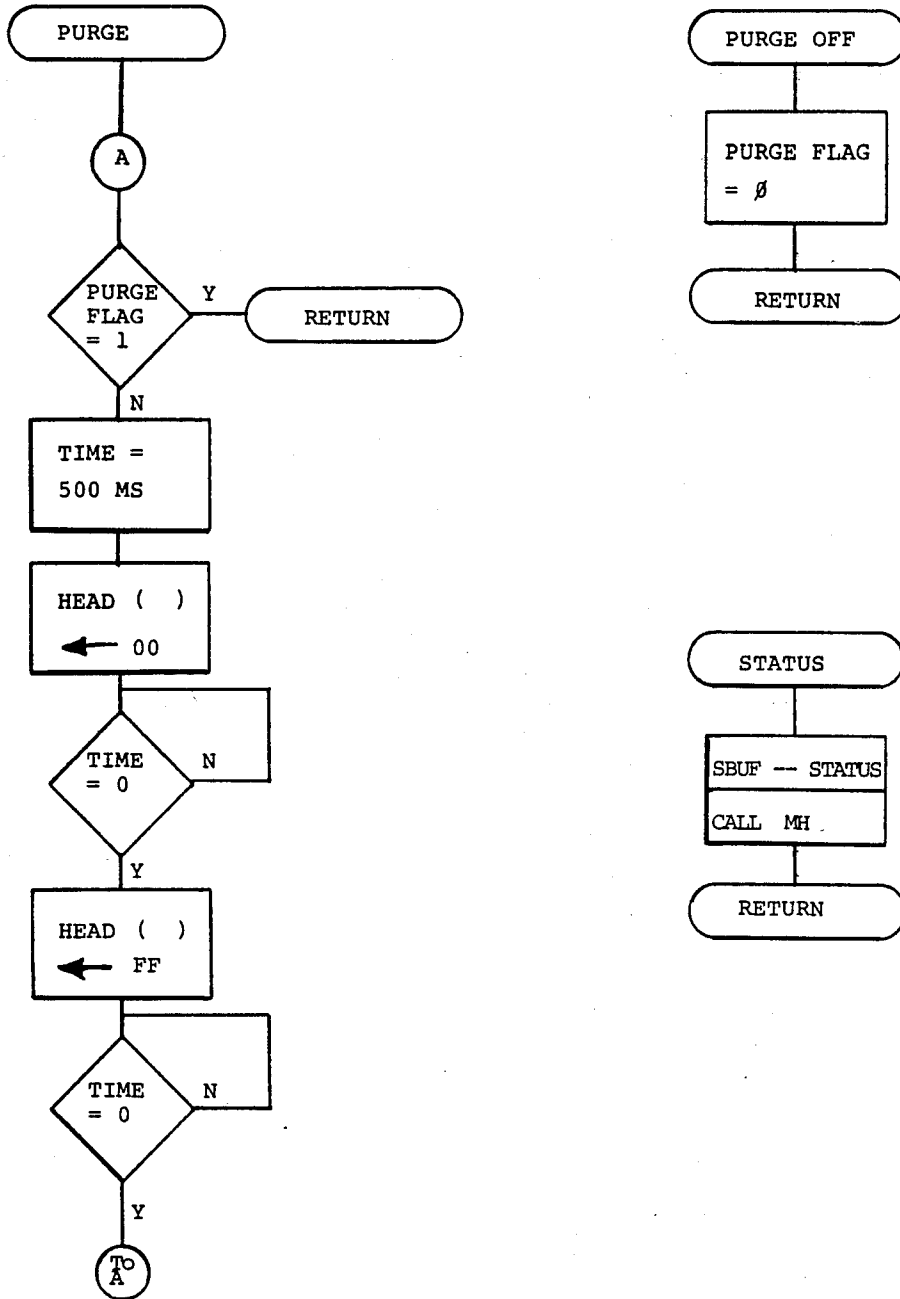 PURGE
A
PURGE
FLAG
= 1
Y
RETURN
N
TIME =
500 MS
HEAD ( )
00
TIME
= 0
N
Y
HEAD ( )
FF
TIME
= 0
N
Y
To
A
PURGE OFF
PURGE FLAG
= Ø
RETURN
STATUS
SBUF -- STATUS
CALL MH
RETURN